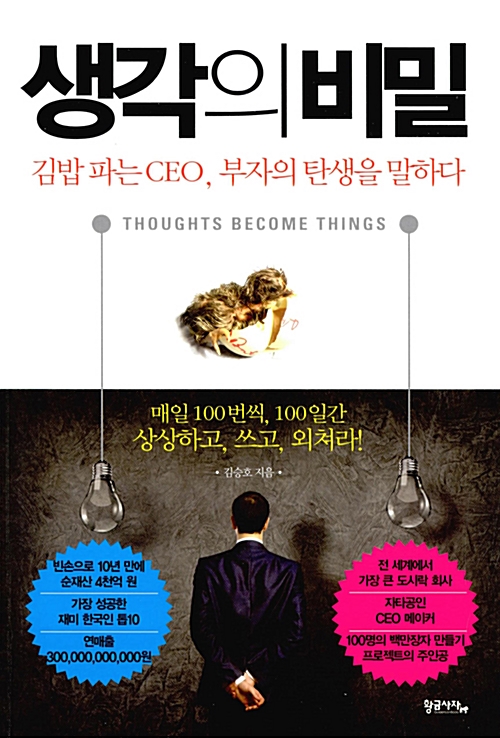 생각의 비밀
김밥 파는 CEO, 부자의 탄생을 말하다
THOUGHTS BECOME THINGS
매일 100번씩, 100일간
상상하고, 쓰고, 외쳐라!
• 김승호 지음 •
빈손으로 10년 만에
순재산 4천억 원
가장 성공한
재미 한국인 톱10
연매출
300,000,000,000원
전 세계에서
가장 큰 도시락 회사
자타공인
CEO 메이커
100명의 백만장자 만들기
프로젝트의 주인공
황금사자